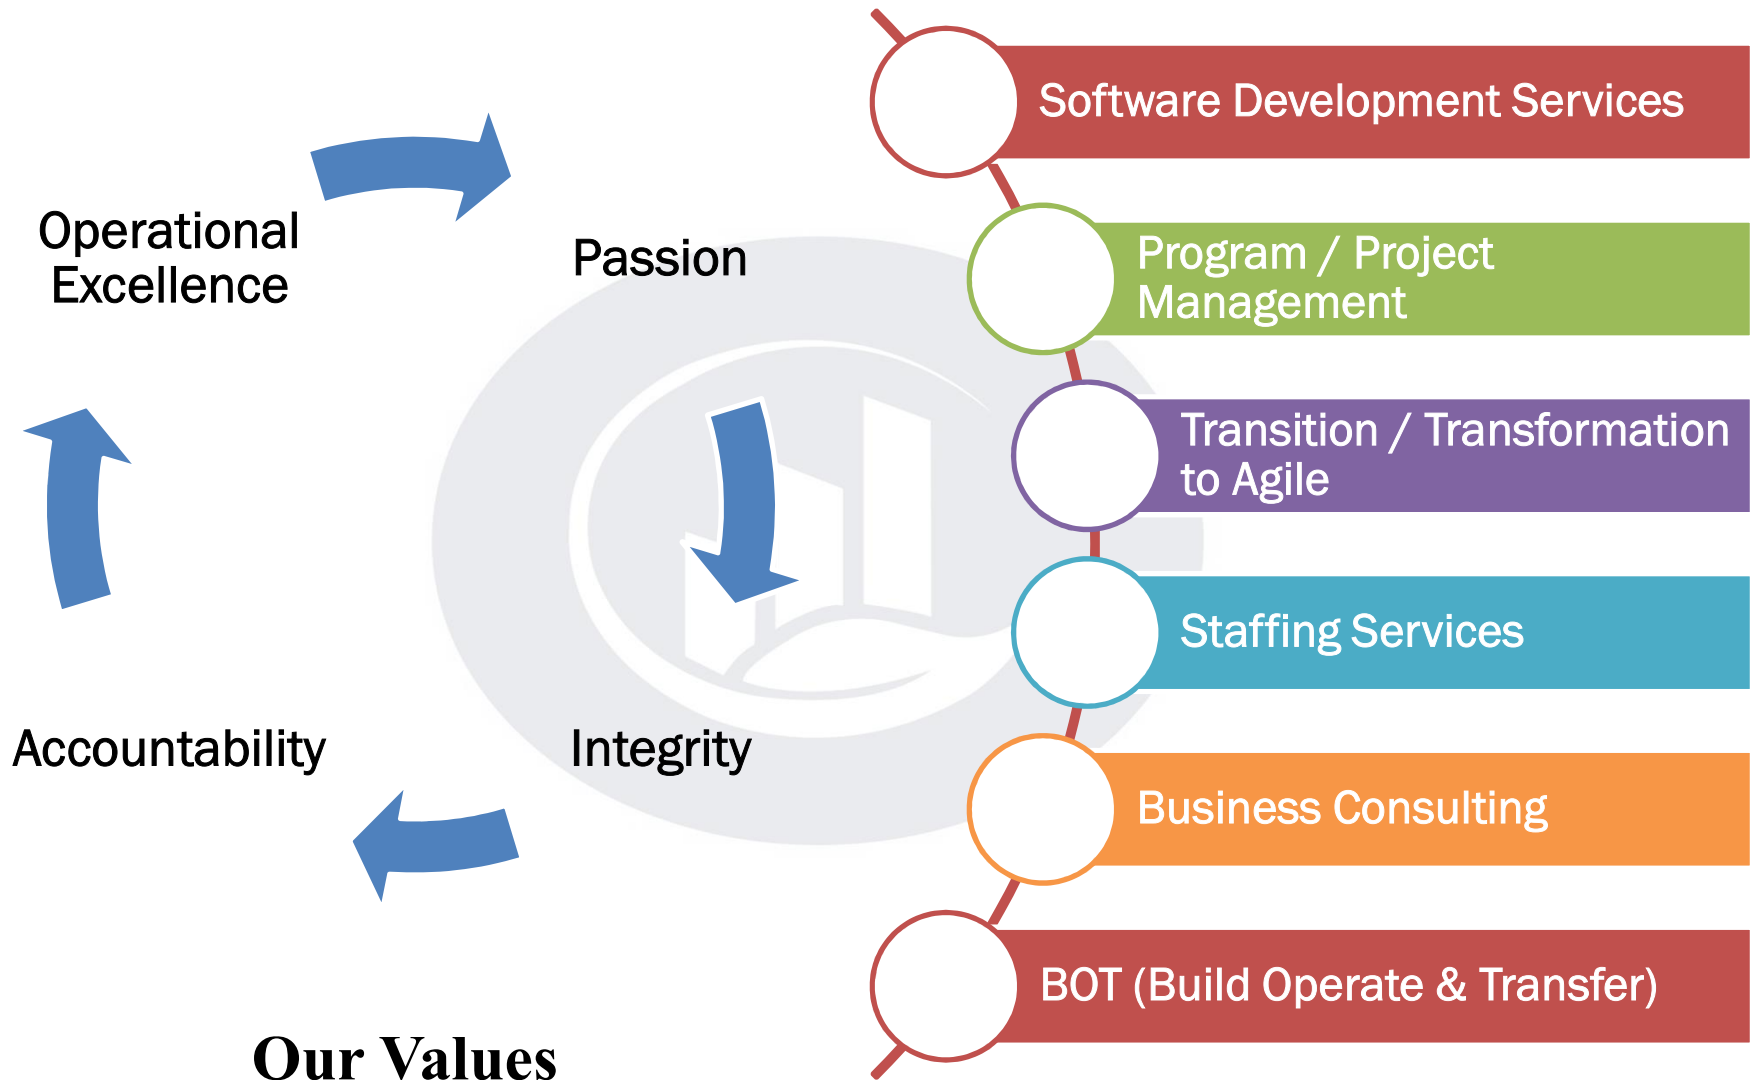 Operational
Excellence
Passion
Integrity
Accountability
Our Values
Software Development Services
Program / Project
Management
Transition / Transformation
to Agile
Staffing Services
Business Consulting
BOT (Build Operate & Transfer)